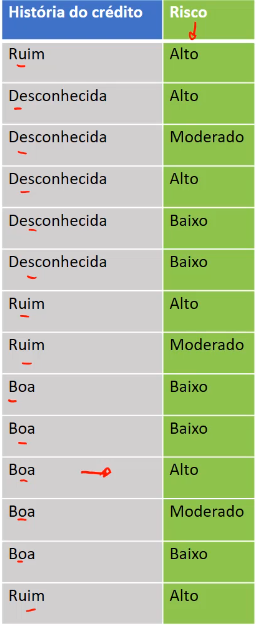 História do crédito Risco
Ruim Alto
Desconhecida Alto
Desconhecida Moderado
Desconhecida Alto
Desconhecida Baixo
Desconhecida Baixo
Ruim Alto
Ruim Moderado
Boa Baixo
Boa Baixo
Boa Alto
Boa Moderado
Boa Baixo
Ruim Alto